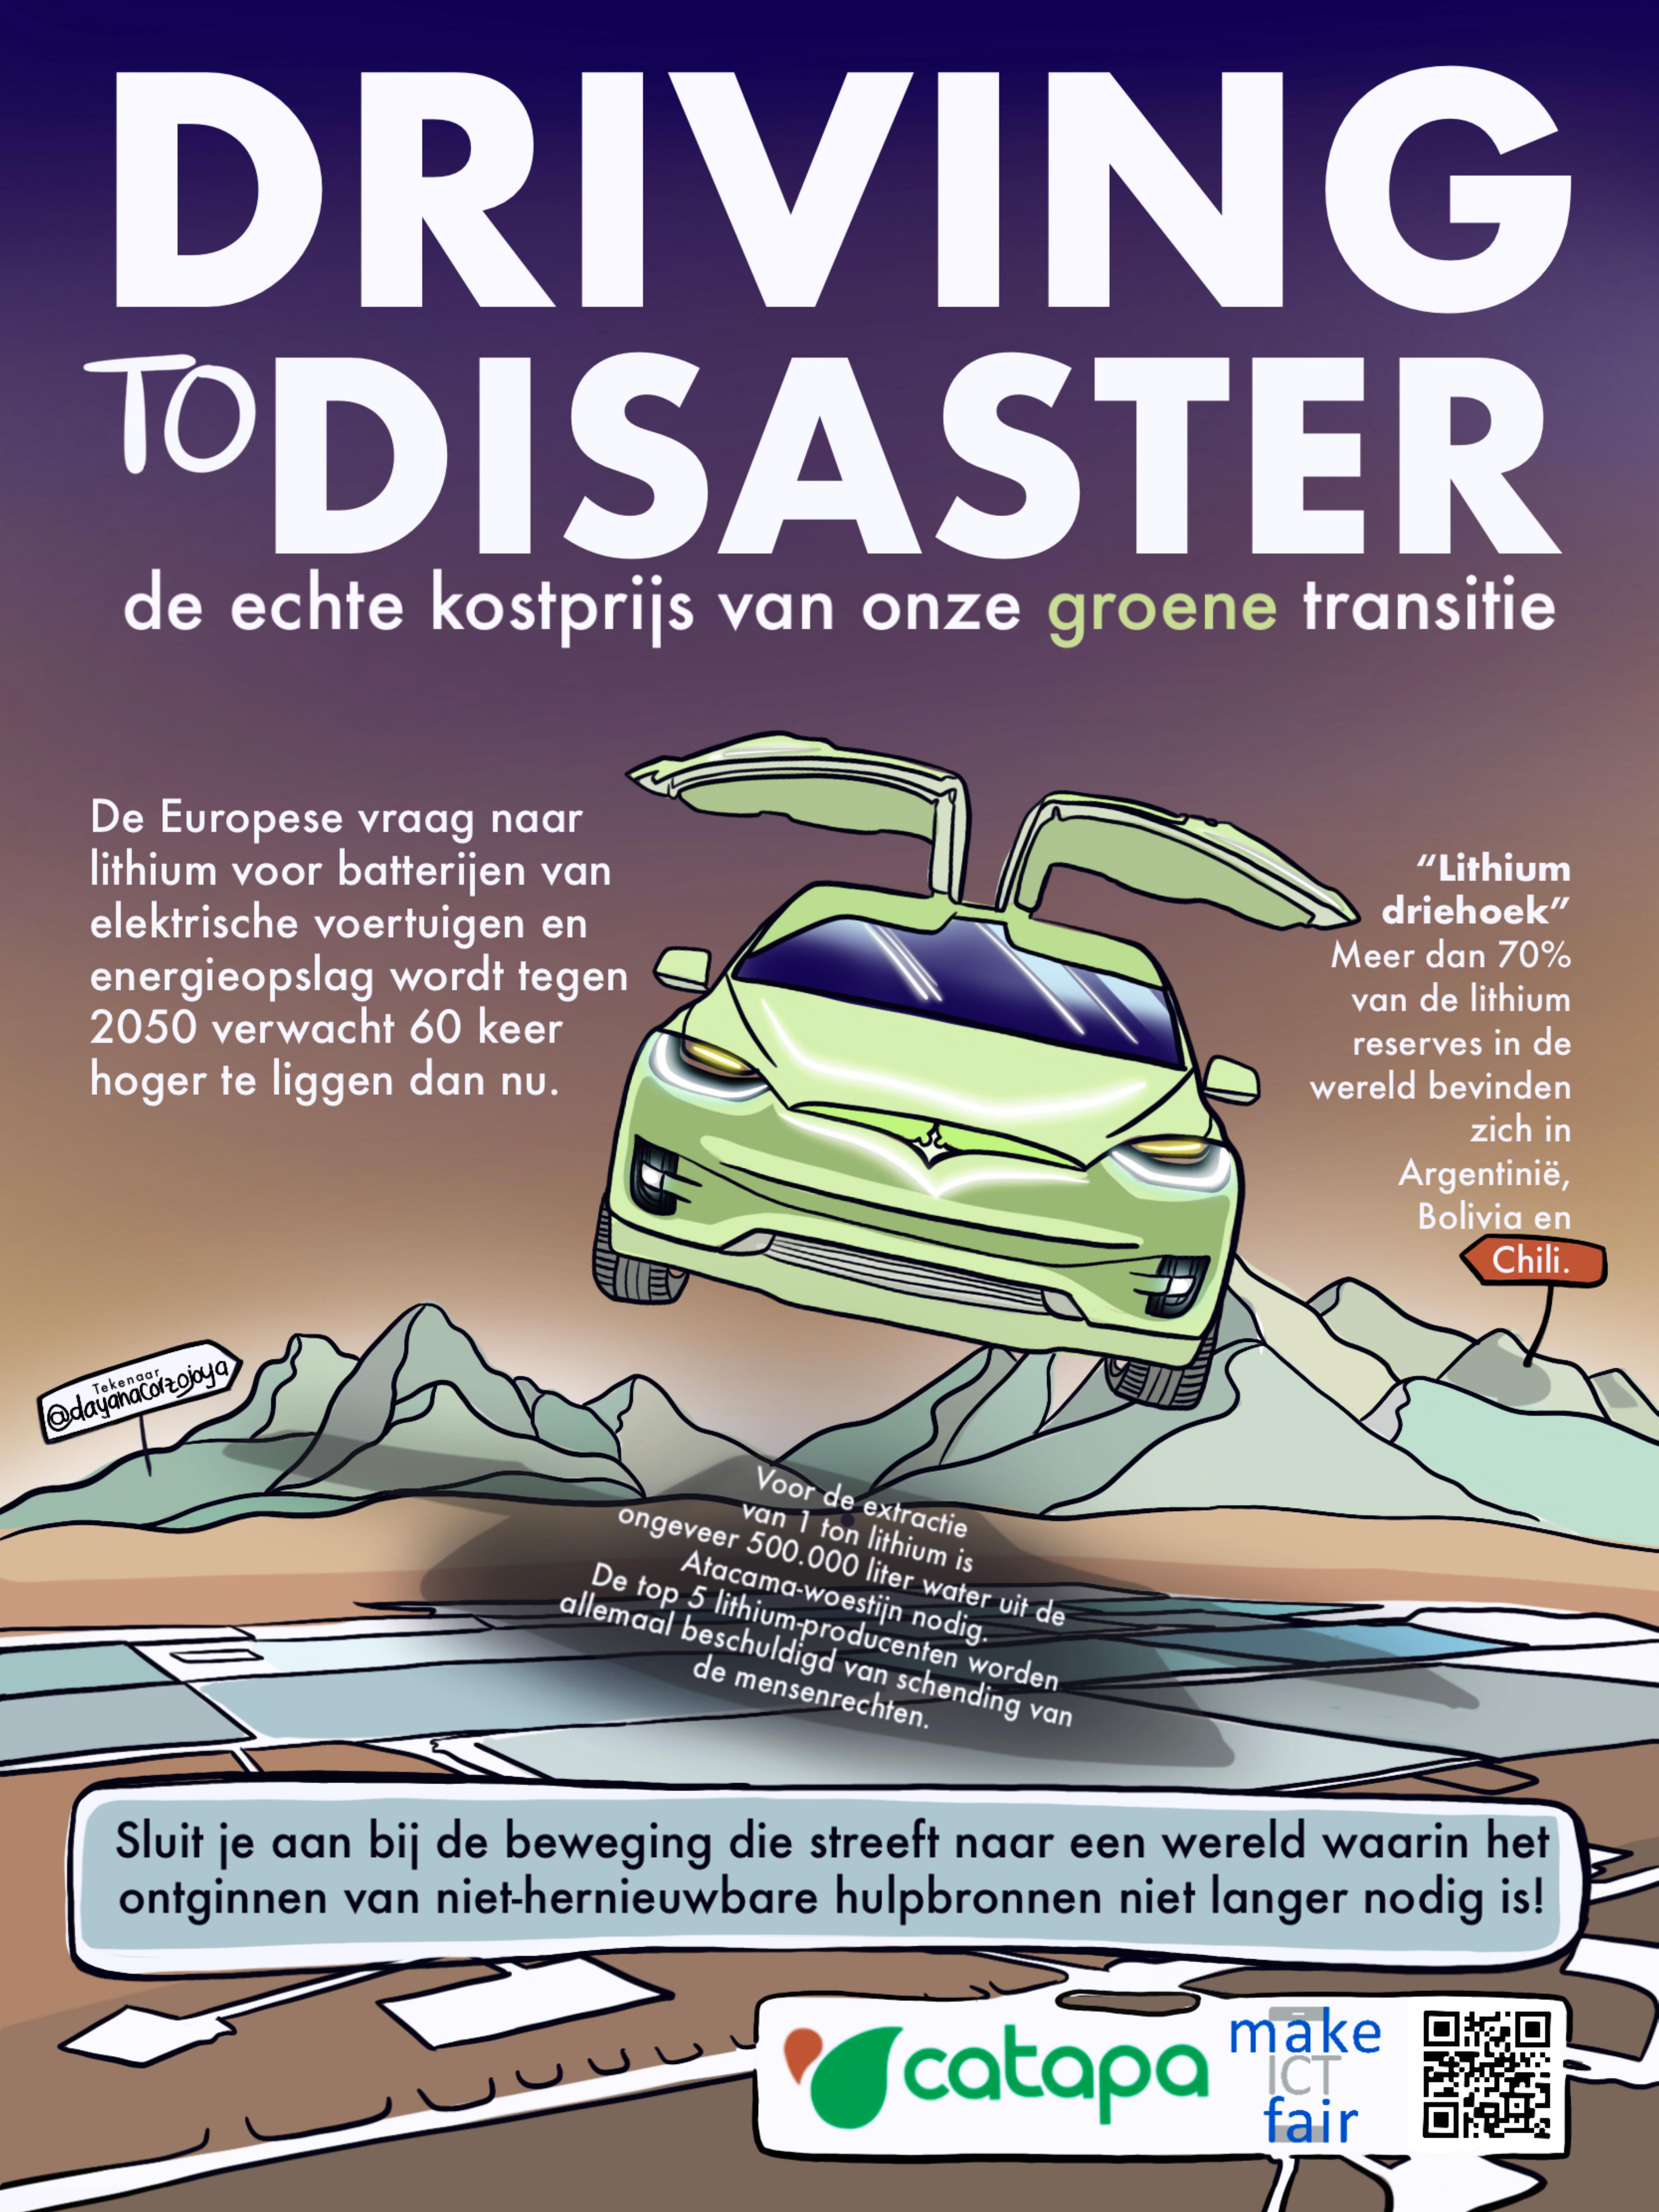 DRIVING
TO DISASTER
de echte kostprijs van onze groene transitie
De Europese vraag naar
lithium voor batterijen van
elektrische voertuigen en
energieopslag wordt tegen
2050 verwacht 60 keer
hoger te liggen dan nu.
“Lithium
driehoek”
Meer dan 70%
van de lithium
reserves in de
wereld bevinden
zich in
Argentinië,
Bolivia en
Chili.
Tekenaar
@dayanacorzojoya
Voor de extractie
van 1 ton lithium is
ongeveer 500.000 liter water uit de
Atacama-woestijn nodig.
De top 5 lithium-producenten worden
allemaal beschuldigd van schending van
de mensenrechten.
Sluit je aan bij de beweging die streeft naar een wereld waarin het
ontginnen van niet-hernieuwbare hulpbronnen niet langer nodig is!
catapa
make
ICT
fair